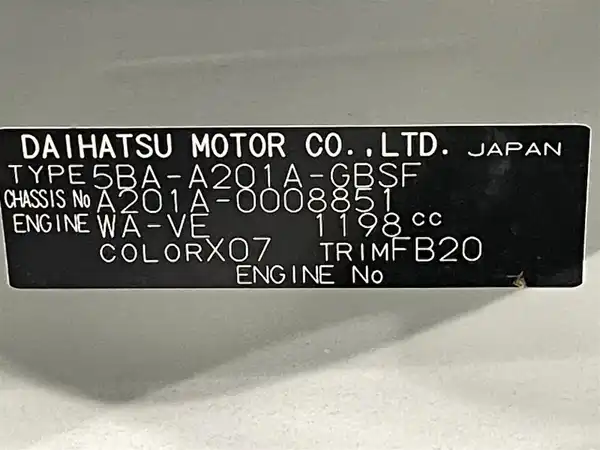 DAIHATSU MOTOR CO.,LTD. JAPAN
TYPE 5BA-A201A-GBSF
CHASSIS No A201A-0008851
ENGINE WA-VE 1198 cc
COLOR X07 TRIM FB20
ENGINE No